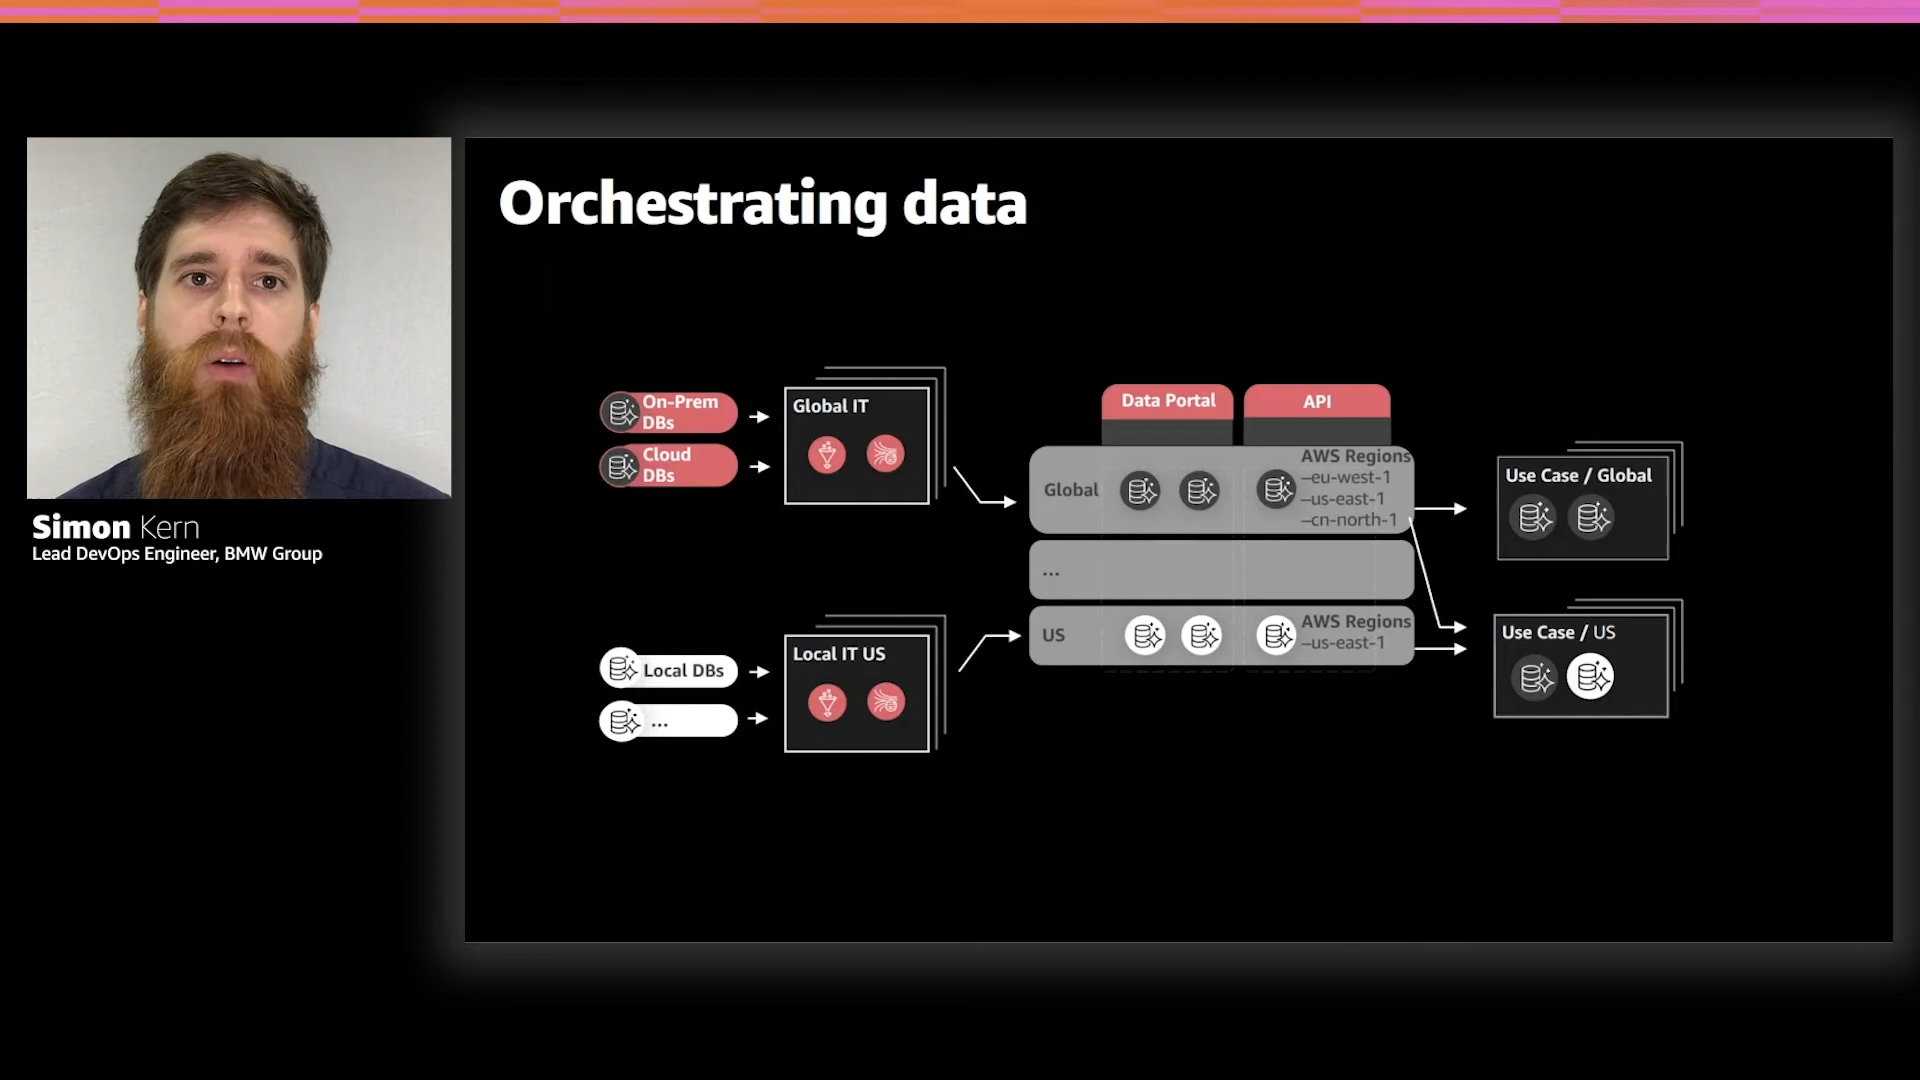 Orchestrating data
Simon Kern
Lead DevOps Engineer, BMW Group
On-Prem
DBs
Cloud
DBs
Global IT
Local DBs
...
Local IT US
Data Portal
API
Global
AWS Regions
–eu-west-1
–us-east-1
–cn-north-1
...
US
AWS Regions
–us-east-1
Use Case / Global
Use Case / US